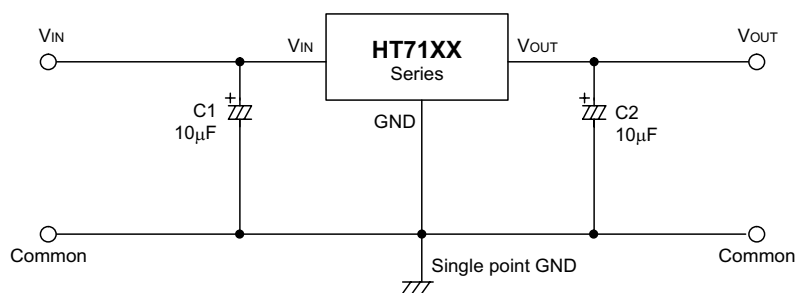 VIN
VIN
HT71XX
Series
VOUT
VOUT
+
C1
10μF
GND
+
C2
10μF
Common
Single point GND
Common